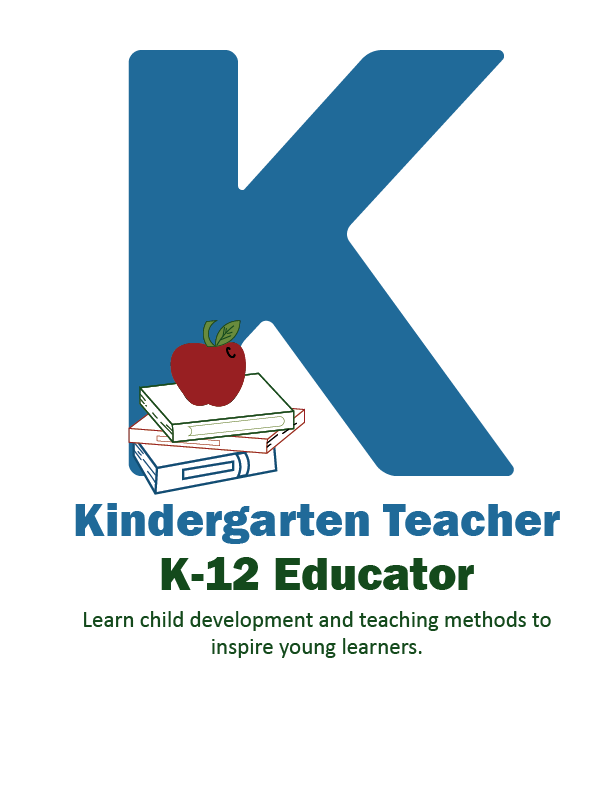 K
Kindergarten Teacher
K-12 Educator
Learn child development and teaching methods to
inspire young learners.